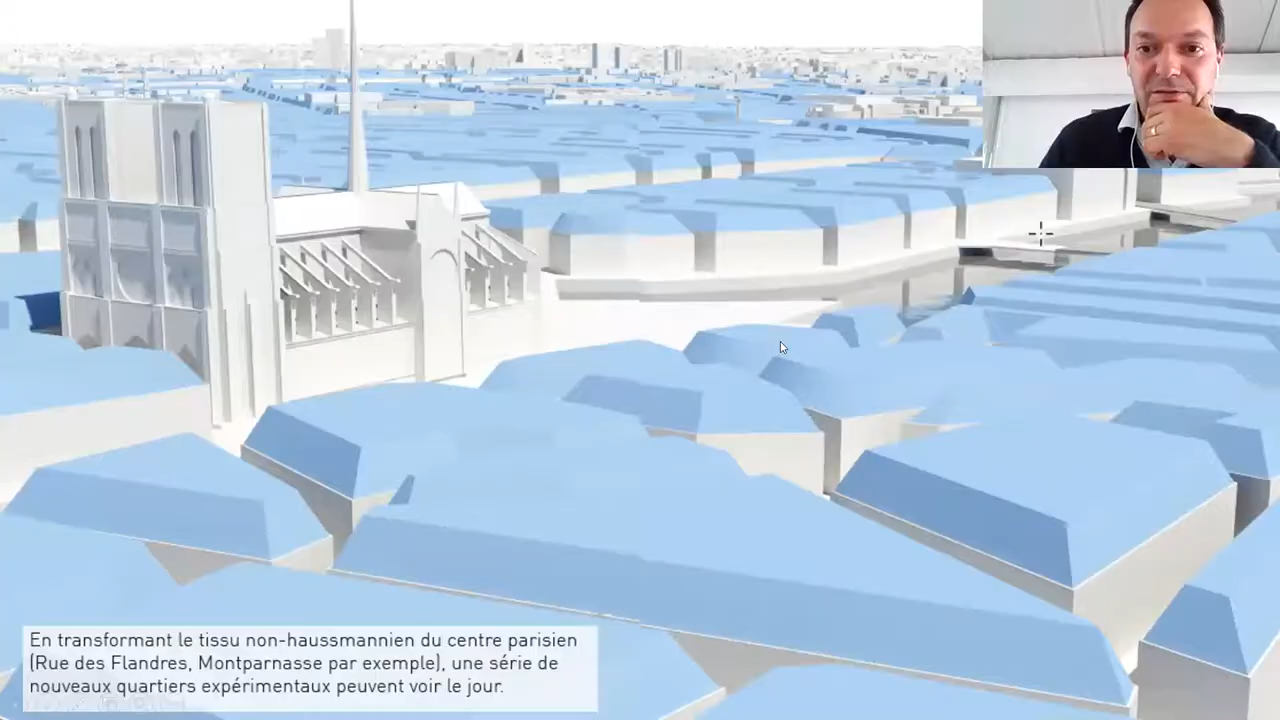 En transformant le tissu non-haussmannien du centre parisien
(Rue des Flandres, Montparnasse par exemple), une série de
nouveaux quartiers expérimentaux peuvent voir le jour.